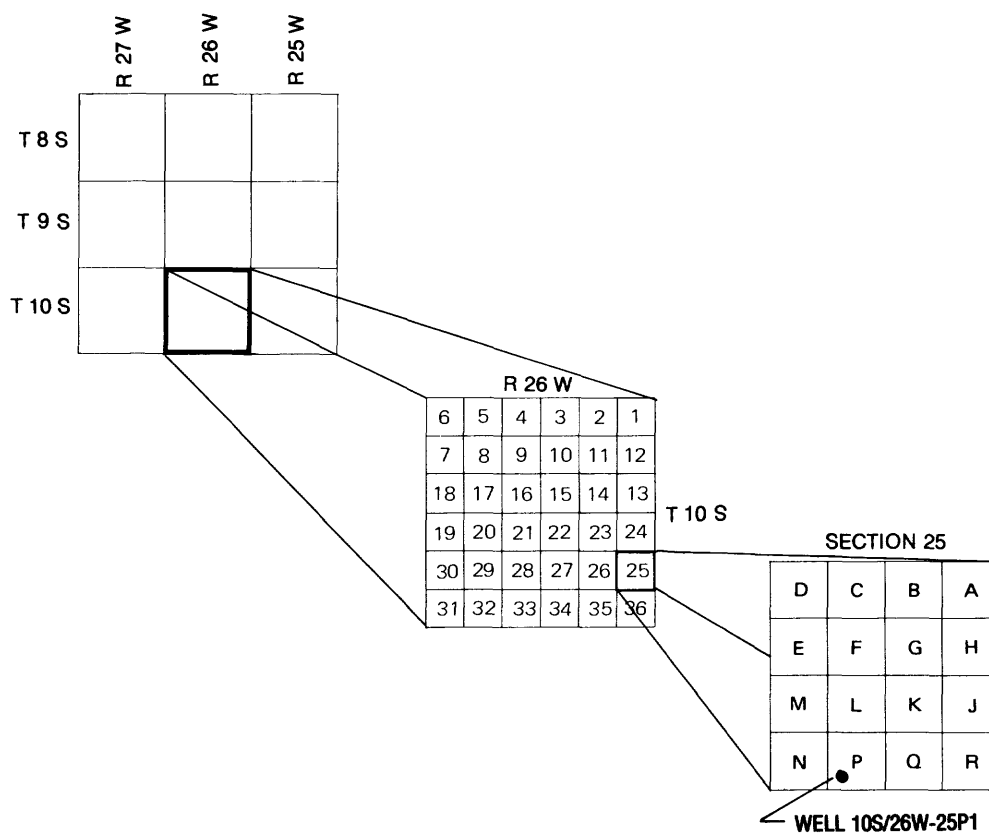 R 27 W R 26 W R 25 W
T 8 S
T 9 S
T 10 S
R 26 W
6 5 4 3 2 1
7 8 9 10 11 12
18 17 16 15 14 13
T 10 S
19 20 21 22 23 24
30 29 28 27 26 25
31 32 33 34 35 36
SECTION 25
D C B A
E F G H
M L K J
N P Q R
WELL 10S/26W-25P1